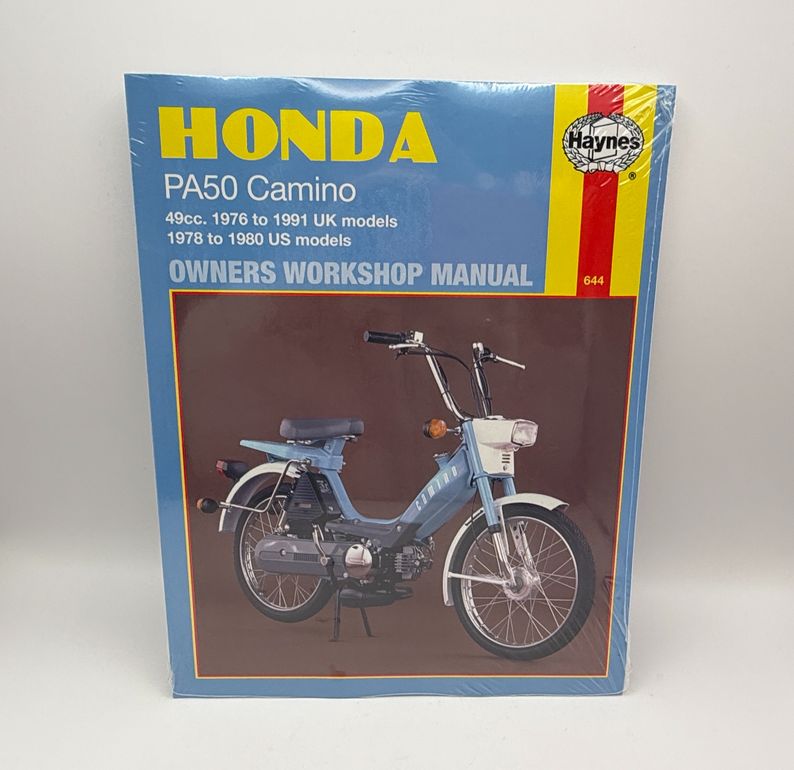 HONDA
PA50 Camino
49cc. 1976 to 1991 UK models
1978 to 1980 US models
OWNERS WORKSHOP MANUAL
Haynes
®
644
CAMINO